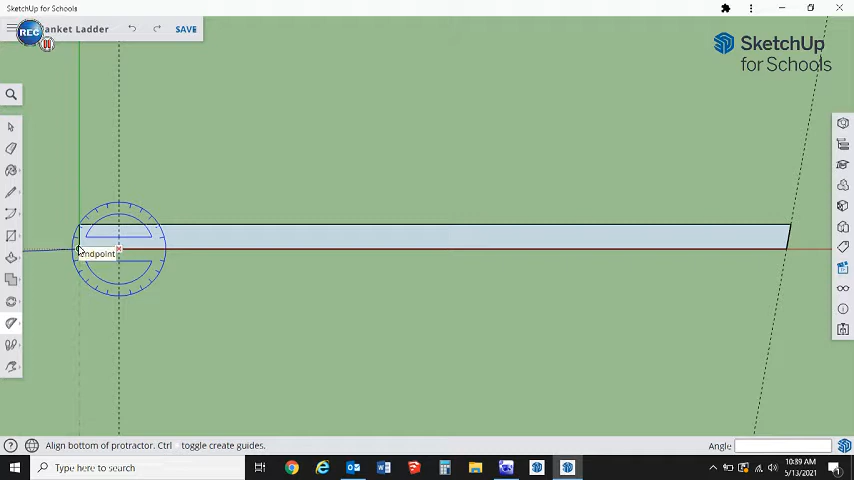 SketchUp for Schools
REC
anket Ladder
SAVE
SketchUp
for Schools
endpoint
Align bottom of protractor. Ctrl toggle create guides.
Angle
Type here to search
10:39 AM
5/13/2021